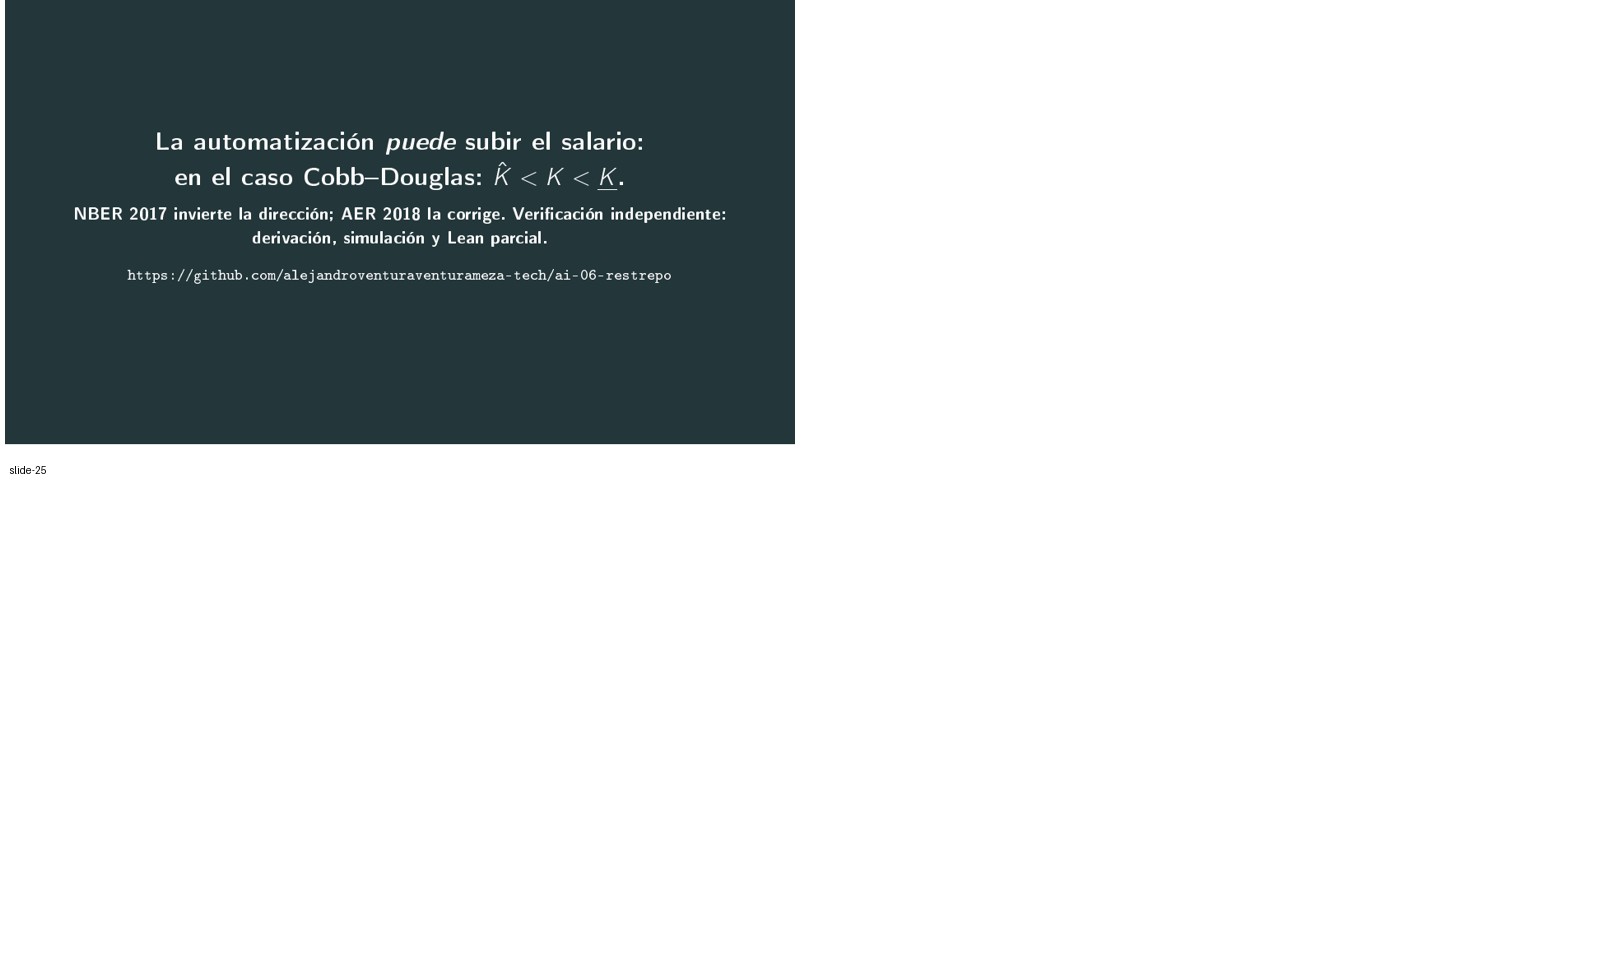 La automatización puede subir el salario:
en el caso Cobb–Douglas: K̂ < K < K̲.
NBER 2017 invierte la dirección; AER 2018 la corrige. Verificación independiente:
derivación, simulación y Lean parcial.
https://github.com/alejandroventuraventurameza-tech/ai-06-restrepo
slide-25